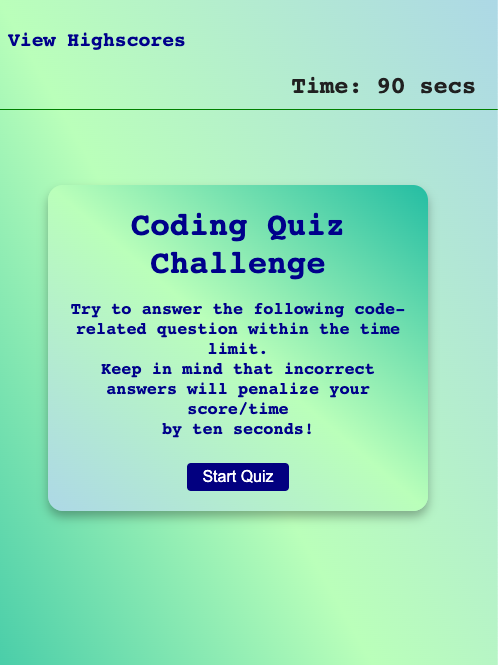 View Highscores
Time: 90 secs
Coding Quiz
Challenge
Try to answer the following code-
related question within the time
limit.
Keep in mind that incorrect
answers will penalize your
score/time
by ten seconds!
Start Quiz